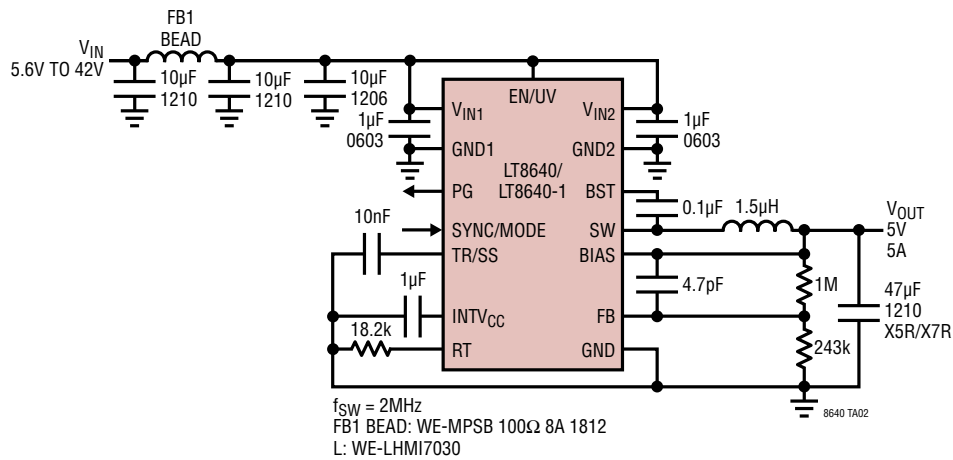 FB1
BEAD
VIN
5.6V TO 42V
10µF
1210
10µF
1210
10µF
1206
1µF
0603
1µF
0603
EN/UV
VIN1
VIN2
GND1
GND2
LT8640/
LT8640-1
PG
BST
SYNC/MODE
SW
TR/SS
BIAS
INTVCC
FB
RT
GND
10nF
1µF
18.2k
0.1µF
1.5µH
4.7pF
1M
243k
VOUT
5V
5A
47µF
1210
X5R/X7R
8640 TA02
fSW = 2MHz
FB1 BEAD: WE-MPSB 100Ω 8A 1812
L: WE-LHMI7030